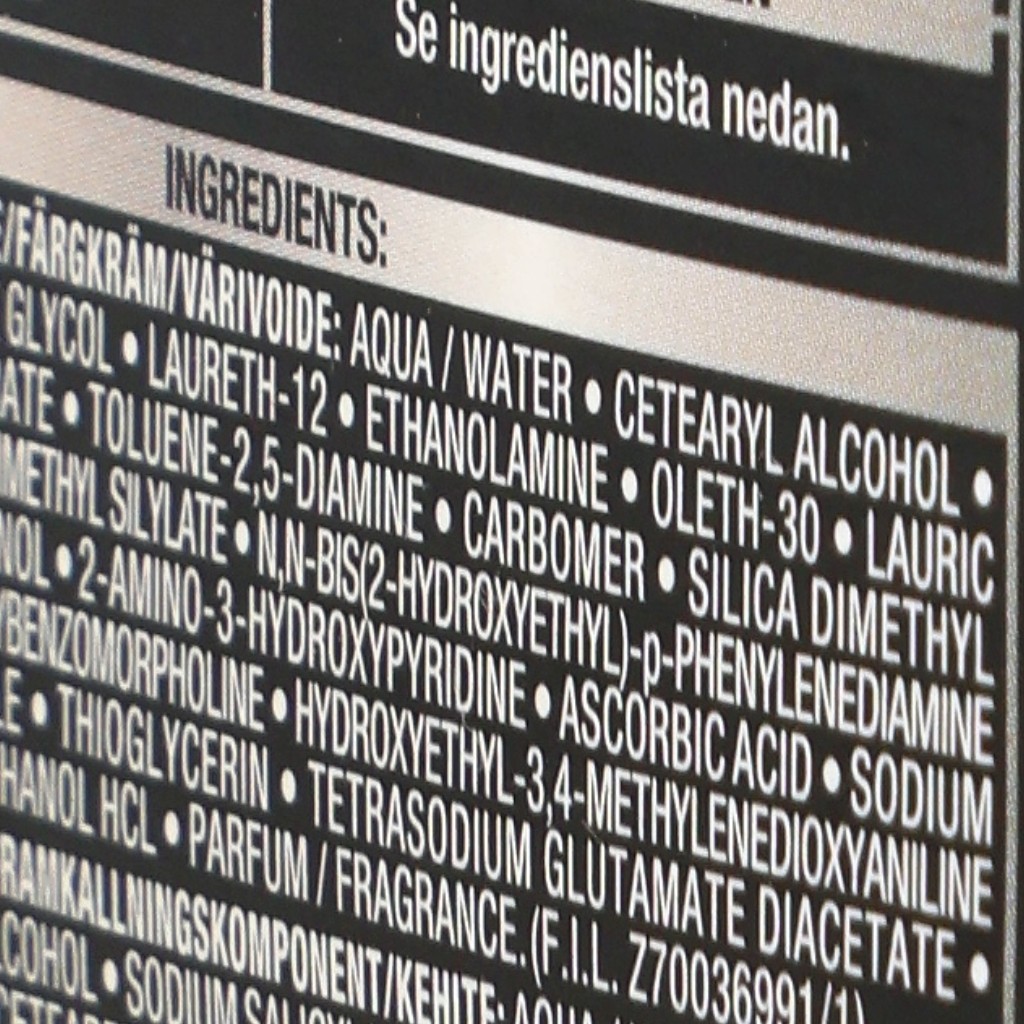 Se ingredienslista nedan.
INGREDIENTS:
/FÄRGKRÄM/VÄRIVOIDE: AQUA / WATER • CETEARYL ALCOHOL •
GLYCOL • LAURETH-12 • ETHANOLAMINE • OLETH-30 • LAURIC
ATE • TOLUENE-2,5-DIAMINE • CARBOMER • SILICA DIMETHYL
METHYL SILYLATE • N,N-BIS(2-HYDROXYETHYL)-p-PHENYLENEDIAMINE
NOL • 2-AMINO-3-HYDROXYPYRIDINE • ASCORBIC ACID • SODIUM
BENZOMORPHOLINE • HYDROXYETHYL-3,4-METHYLENEDIOXYANILINE
LE • THIOGLYCERIN • TETRASODIUM GLUTAMATE DIACETATE •
HANOL HCL • PARFUM / FRAGRANCE. (F.I.L. Z70036991/1)
RAMKALLNINGSKOMPONENT/KEHITE: AQUA
COHOL • SODIUM